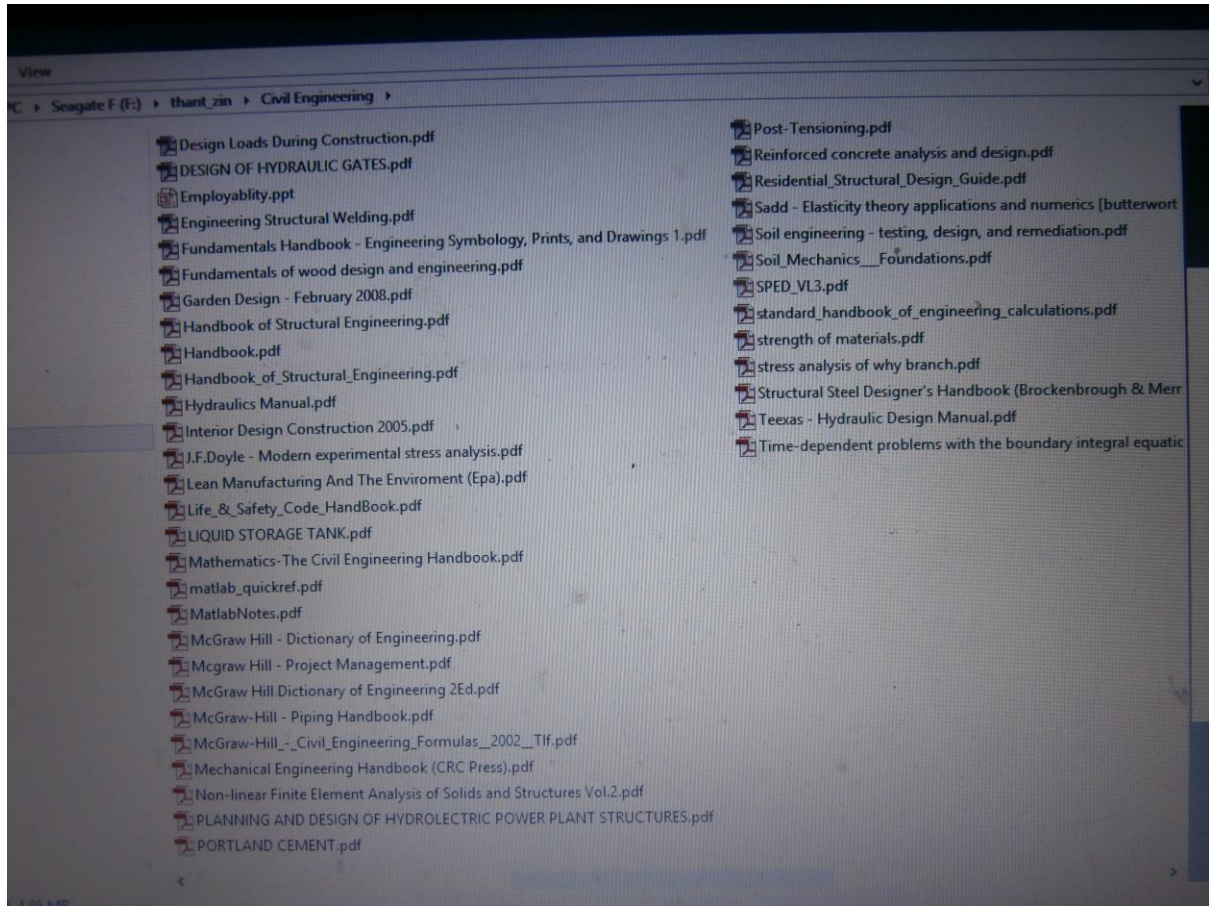 View
PC › Seagate F (F:) › thant_zin › Civil Engineering ›
Design Loads During Construction.pdf
DESIGN OF HYDRAULIC GATES.pdf
Employablity.ppt
Engineering Structural Welding.pdf
Fundamentals Handbook - Engineering Symbology, Prints, and Drawings 1.pdf
Fundamentals of wood design and engineering.pdf
Garden Design - February 2008.pdf
Handbook of Structural Engineering.pdf
Handbook.pdf
Handbook_of_Structural_Engineering.pdf
Hydraulics Manual.pdf
Interior Design Construction 2005.pdf
J.F.Doyle - Modern experimental stress analysis.pdf
Lean Manufacturing And The Enviroment (Epa).pdf
Life_&_Safety_Code_HandBook.pdf
LIQUID STORAGE TANK.pdf
Mathematics-The Civil Engineering Handbook.pdf
matlab_quickref.pdf
MatlabNotes.pdf
McGraw Hill - Dictionary of Engineering.pdf
Mcgraw Hill - Project Management.pdf
McGraw Hill Dictionary of Engineering 2Ed.pdf
McGraw-Hill - Piping Handbook.pdf
McGraw-Hill_-_Civil_Engineering_Formulas__2002__Tlf.pdf
Mechanical Engineering Handbook (CRC Press).pdf
Non-linear Finite Element Analysis of Solids and Structures Vol.2.pdf
PLANNING AND DESIGN OF HYDROLECTRIC POWER PLANT STRUCTURES.pdf
PORTLAND CEMENT.pdf
Post-Tensioning.pdf
Reinforced concrete analysis and design.pdf
Residential_Structural_Design_Guide.pdf
Sadd - Elasticity theory applications and numerics [butterwort
Soil engineering - testing, design, and remediation.pdf
Soil_Mechanics___Foundations.pdf
SPED_VL3.pdf
standard_handbook_of_engineering_calculations.pdf
strength of materials.pdf
stress analysis of why branch.pdf
Structural Steel Designer's Handbook (Brockenbrough & Merr
Teexas - Hydraulic Design Manual.pdf
Time-dependent problems with the boundary integral equatic